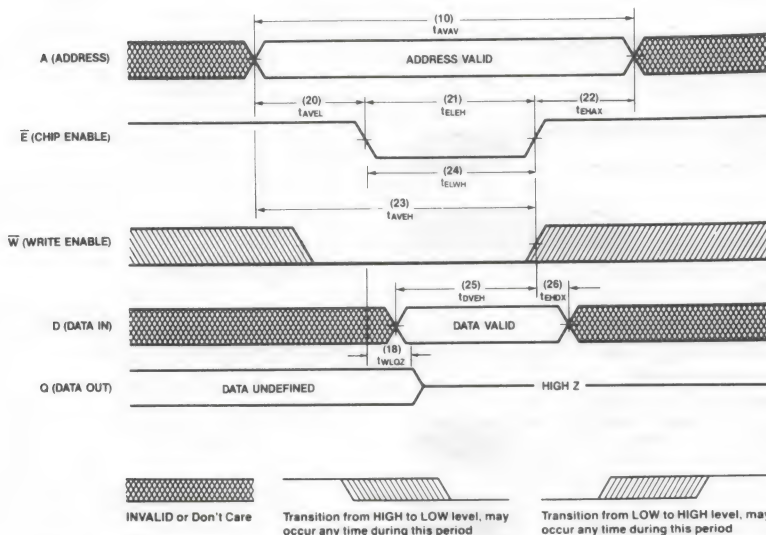 (10)
tAVAV
A (ADDRESS)
ADDRESS VALID
(20)
tAVEL
(21)
tELEH
(22)
tEHAX
E̅ (CHIP ENABLE)
(24)
tELWH
(23)
tAVEH
W̅ (WRITE ENABLE)
(25)
tDVEH
(26)
tEHDX
D (DATA IN)
DATA VALID
(18)
tWLQZ
Q (DATA OUT)
DATA UNDEFINED
HIGH Z
INVALID or Don't Care
Transition from HIGH to LOW level, may
occur any time during this period
Transition from LOW to HIGH level, may
occur any time during this period